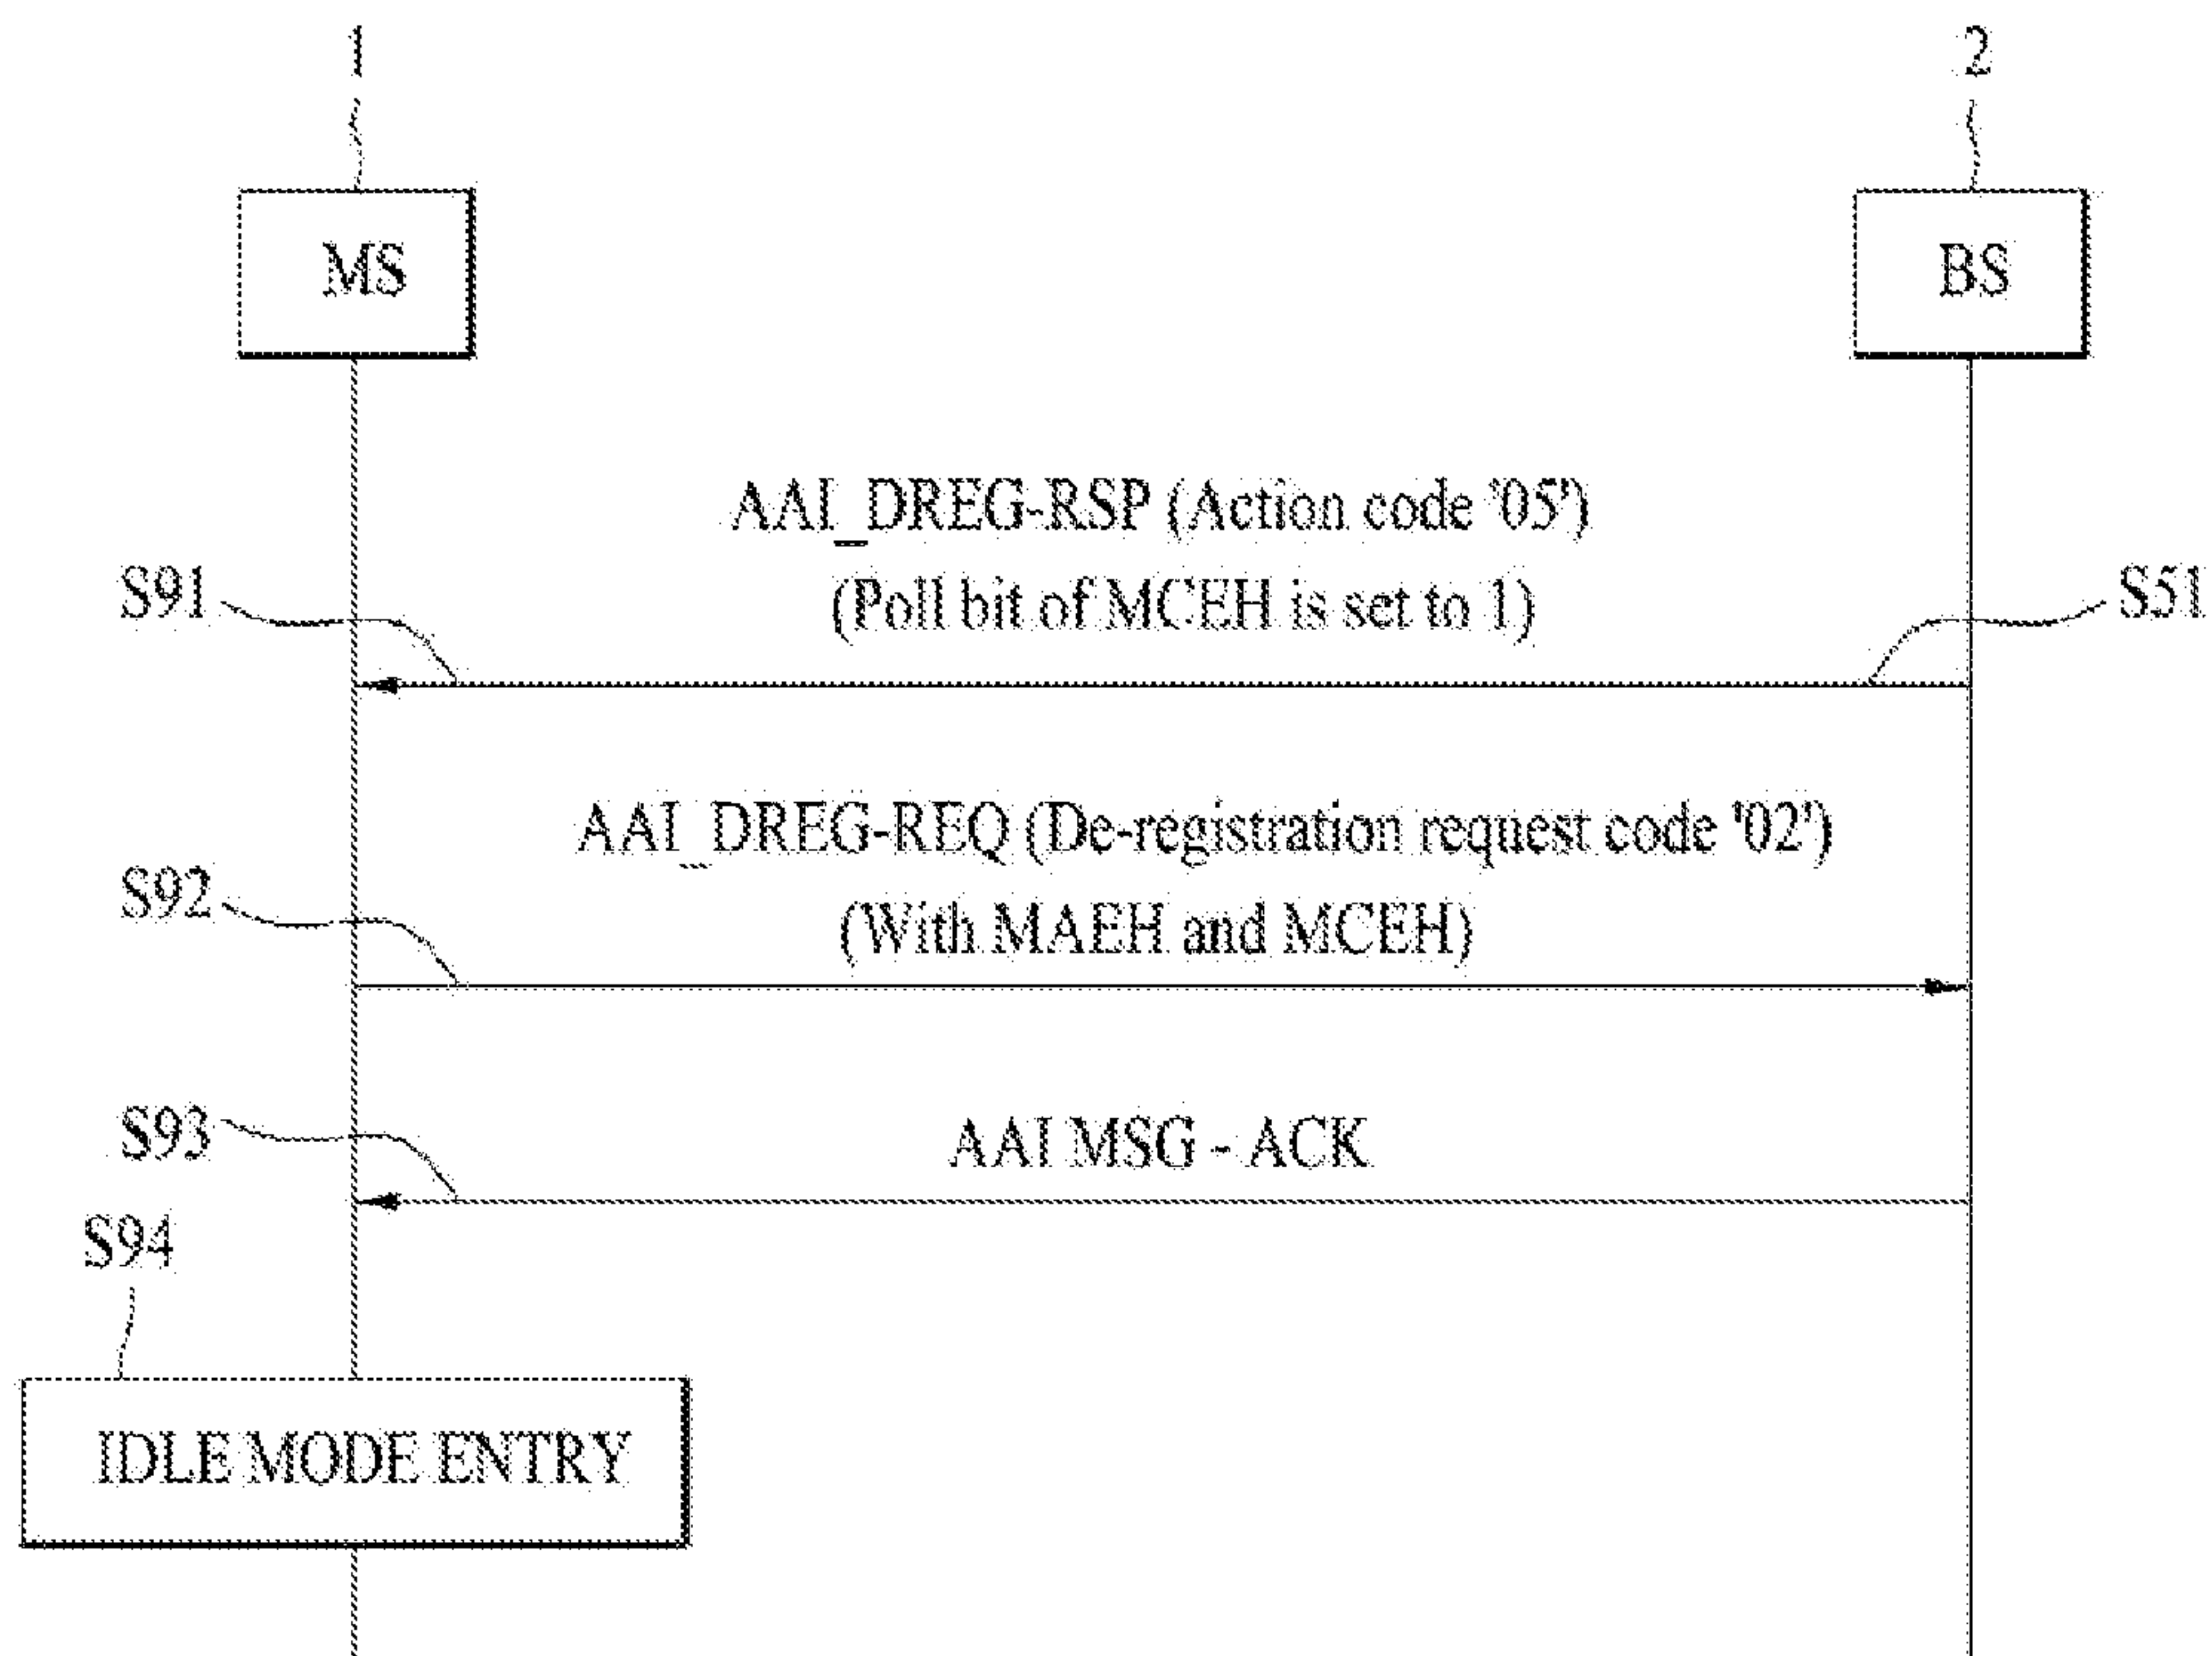 1
2
MS
BS
AAI_DREG-RSP (Action code '05')
(Poll bit of MCEH is set to 1)
S91
S51
AAI_DREG-REQ (De-registration request code '02')
(With MAEH and MCEH)
S92
AAI MSG - ACK
S93
S94
IDLE MODE ENTRY